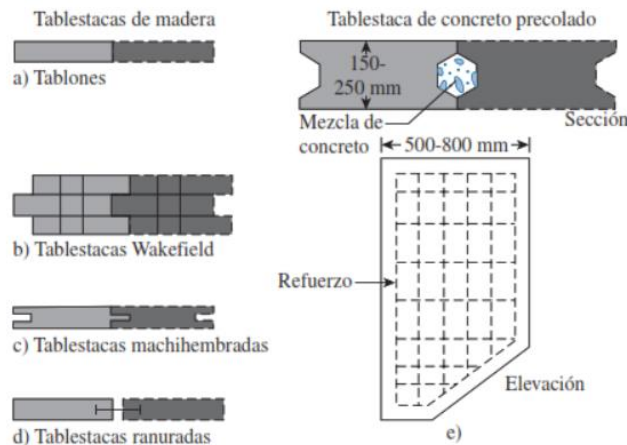 Tablestacas de madera
a) Tablones
b) Tablestacas Wakefield
c) Tablestacas machihembradas
d) Tablestacas ranuradas
Tablestaca de concreto precolado
150-
250 mm
Mezcla de
concreto
Sección
500-800 mm
Refuerzo
Elevación
e)